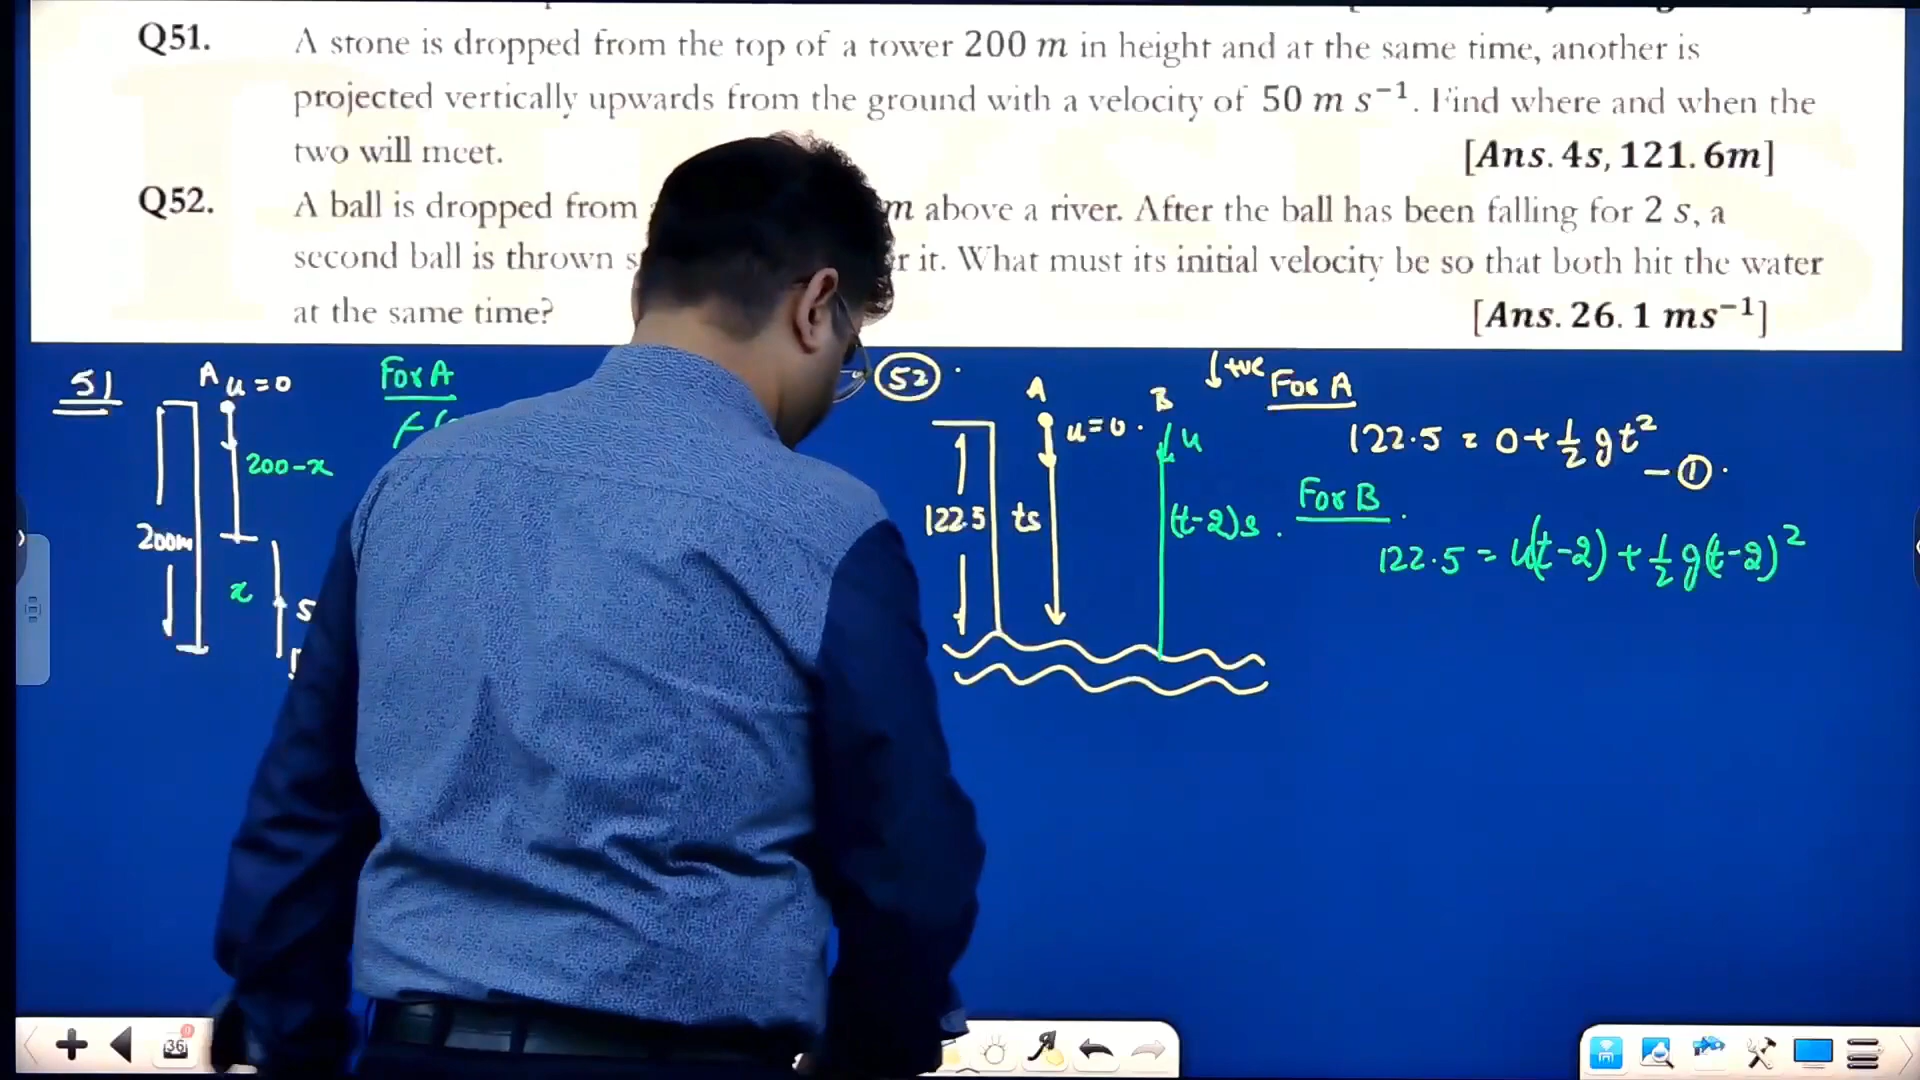 Q51. A stone is dropped from the top of a tower 200 m in height and at the same time, another is
projected vertically upwards from the ground with a velocity of 50 m s⁻¹. Find where and when the
two will meet. [Ans. 4s, 121.6m]
Q52. A ball is dropped from m above a river. After the ball has been falling for 2 s, a
second ball is thrown it. What must its initial velocity be so that both hit the water
at the same time? [Ans. 26.1 ms⁻¹]
51
A u = 0
For A
200-x
200m
x
52
A
u = 0.
B
u
122.5
ts
(t-2)s.
↓+ve
For A
122.5 = 0 + ½ gt² - ①.
For B
122.5 = u(t-2) + ½ g(t-2)²
36